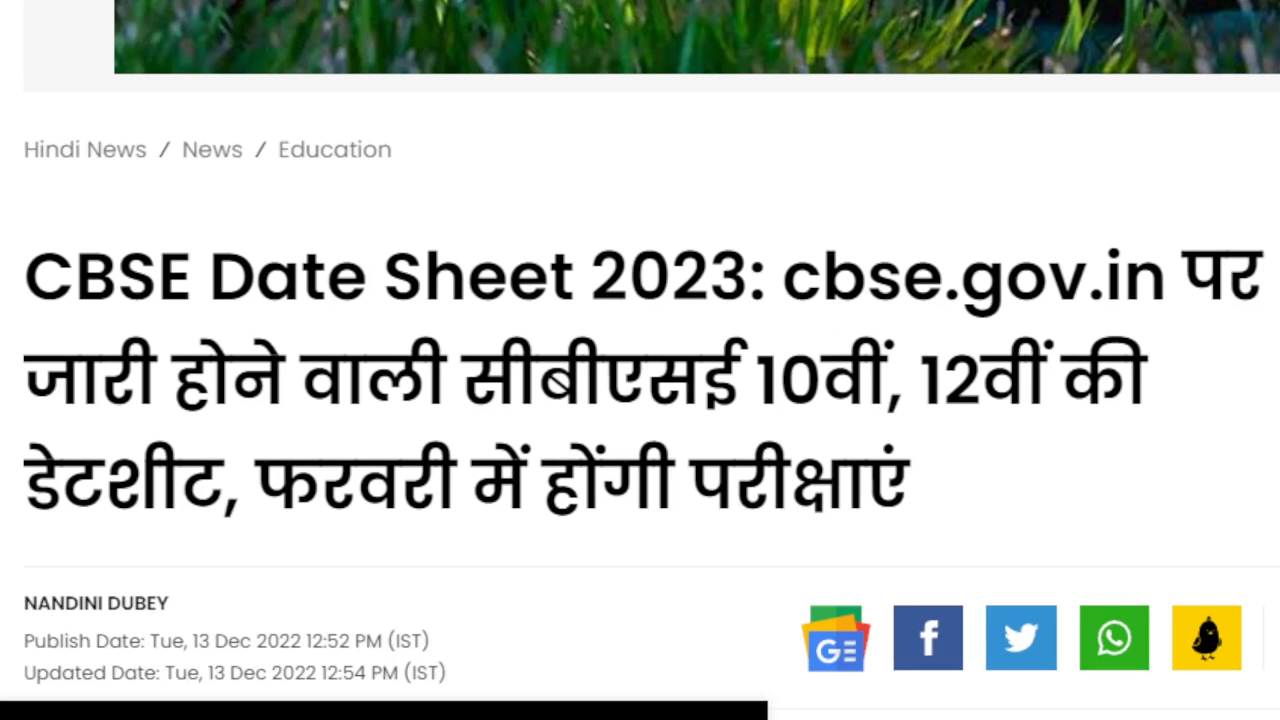 Hindi News / News / Education
CBSE Date Sheet 2023: cbse.gov.in पर
जारी होने वाली सीबीएसई 10वीं, 12वीं की
डेटशीट, फरवरी में होंगी परीक्षाएं
NANDINI DUBEY
Publish Date: Tue, 13 Dec 2022 12:52 PM (IST)
Updated Date: Tue, 13 Dec 2022 12:54 PM (IST)
GE
f